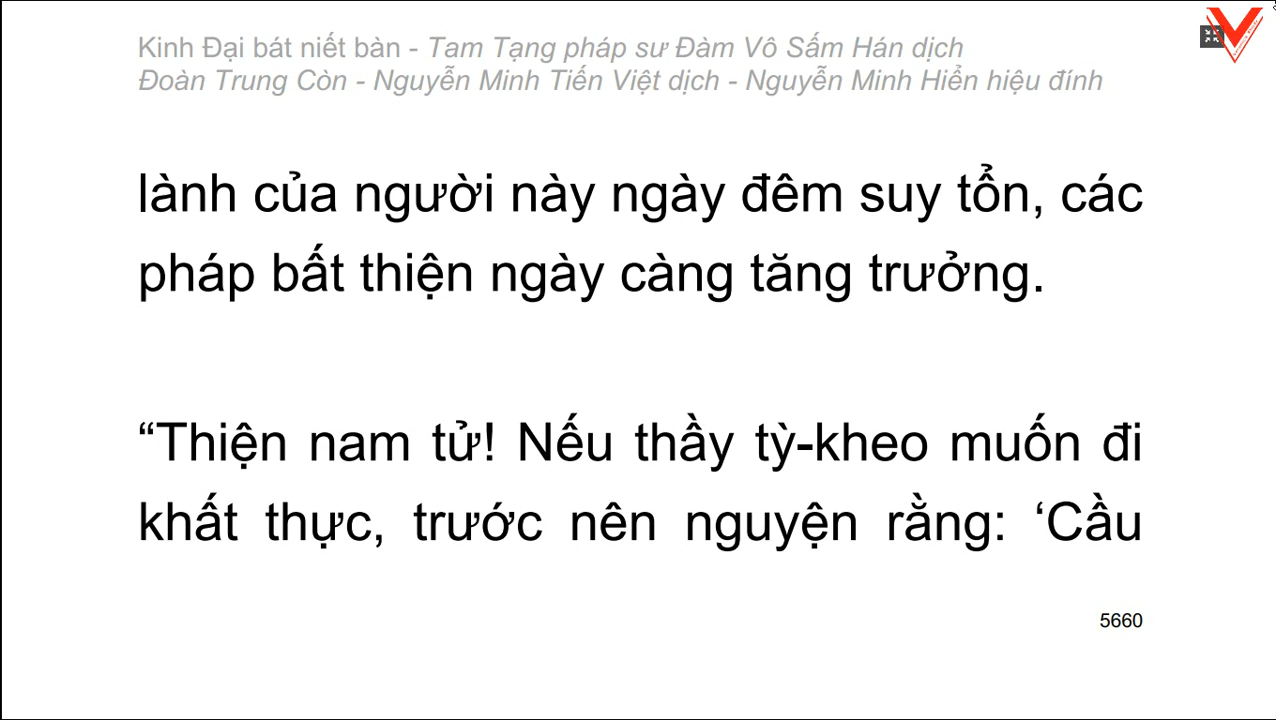 Kinh Đại bát niết bàn - Tam Tạng pháp sư Đàm Vô Sấm Hán dịch
Đoàn Trung Còn - Nguyễn Minh Tiến Việt dịch - Nguyễn Minh Hiển hiệu đính
lành của người này ngày đêm suy tổn, các
pháp bất thiện ngày càng tăng trưởng.
“Thiện nam tử! Nếu thầy tỳ-kheo muốn đi
khất thực, trước nên nguyện rằng: ‘Cầu
5660